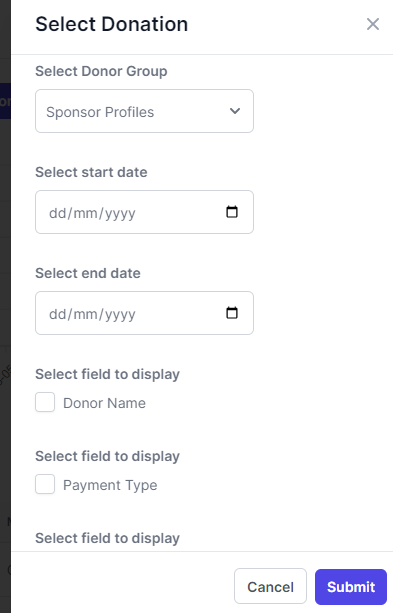 Select Donation
Select Donor Group
Sponsor Profiles
Select start date
dd/mm/yyyy
Select end date
dd/mm/yyyy
Select field to display
Donor Name
Select field to display
Payment Type
Select field to display
Cancel
Submit